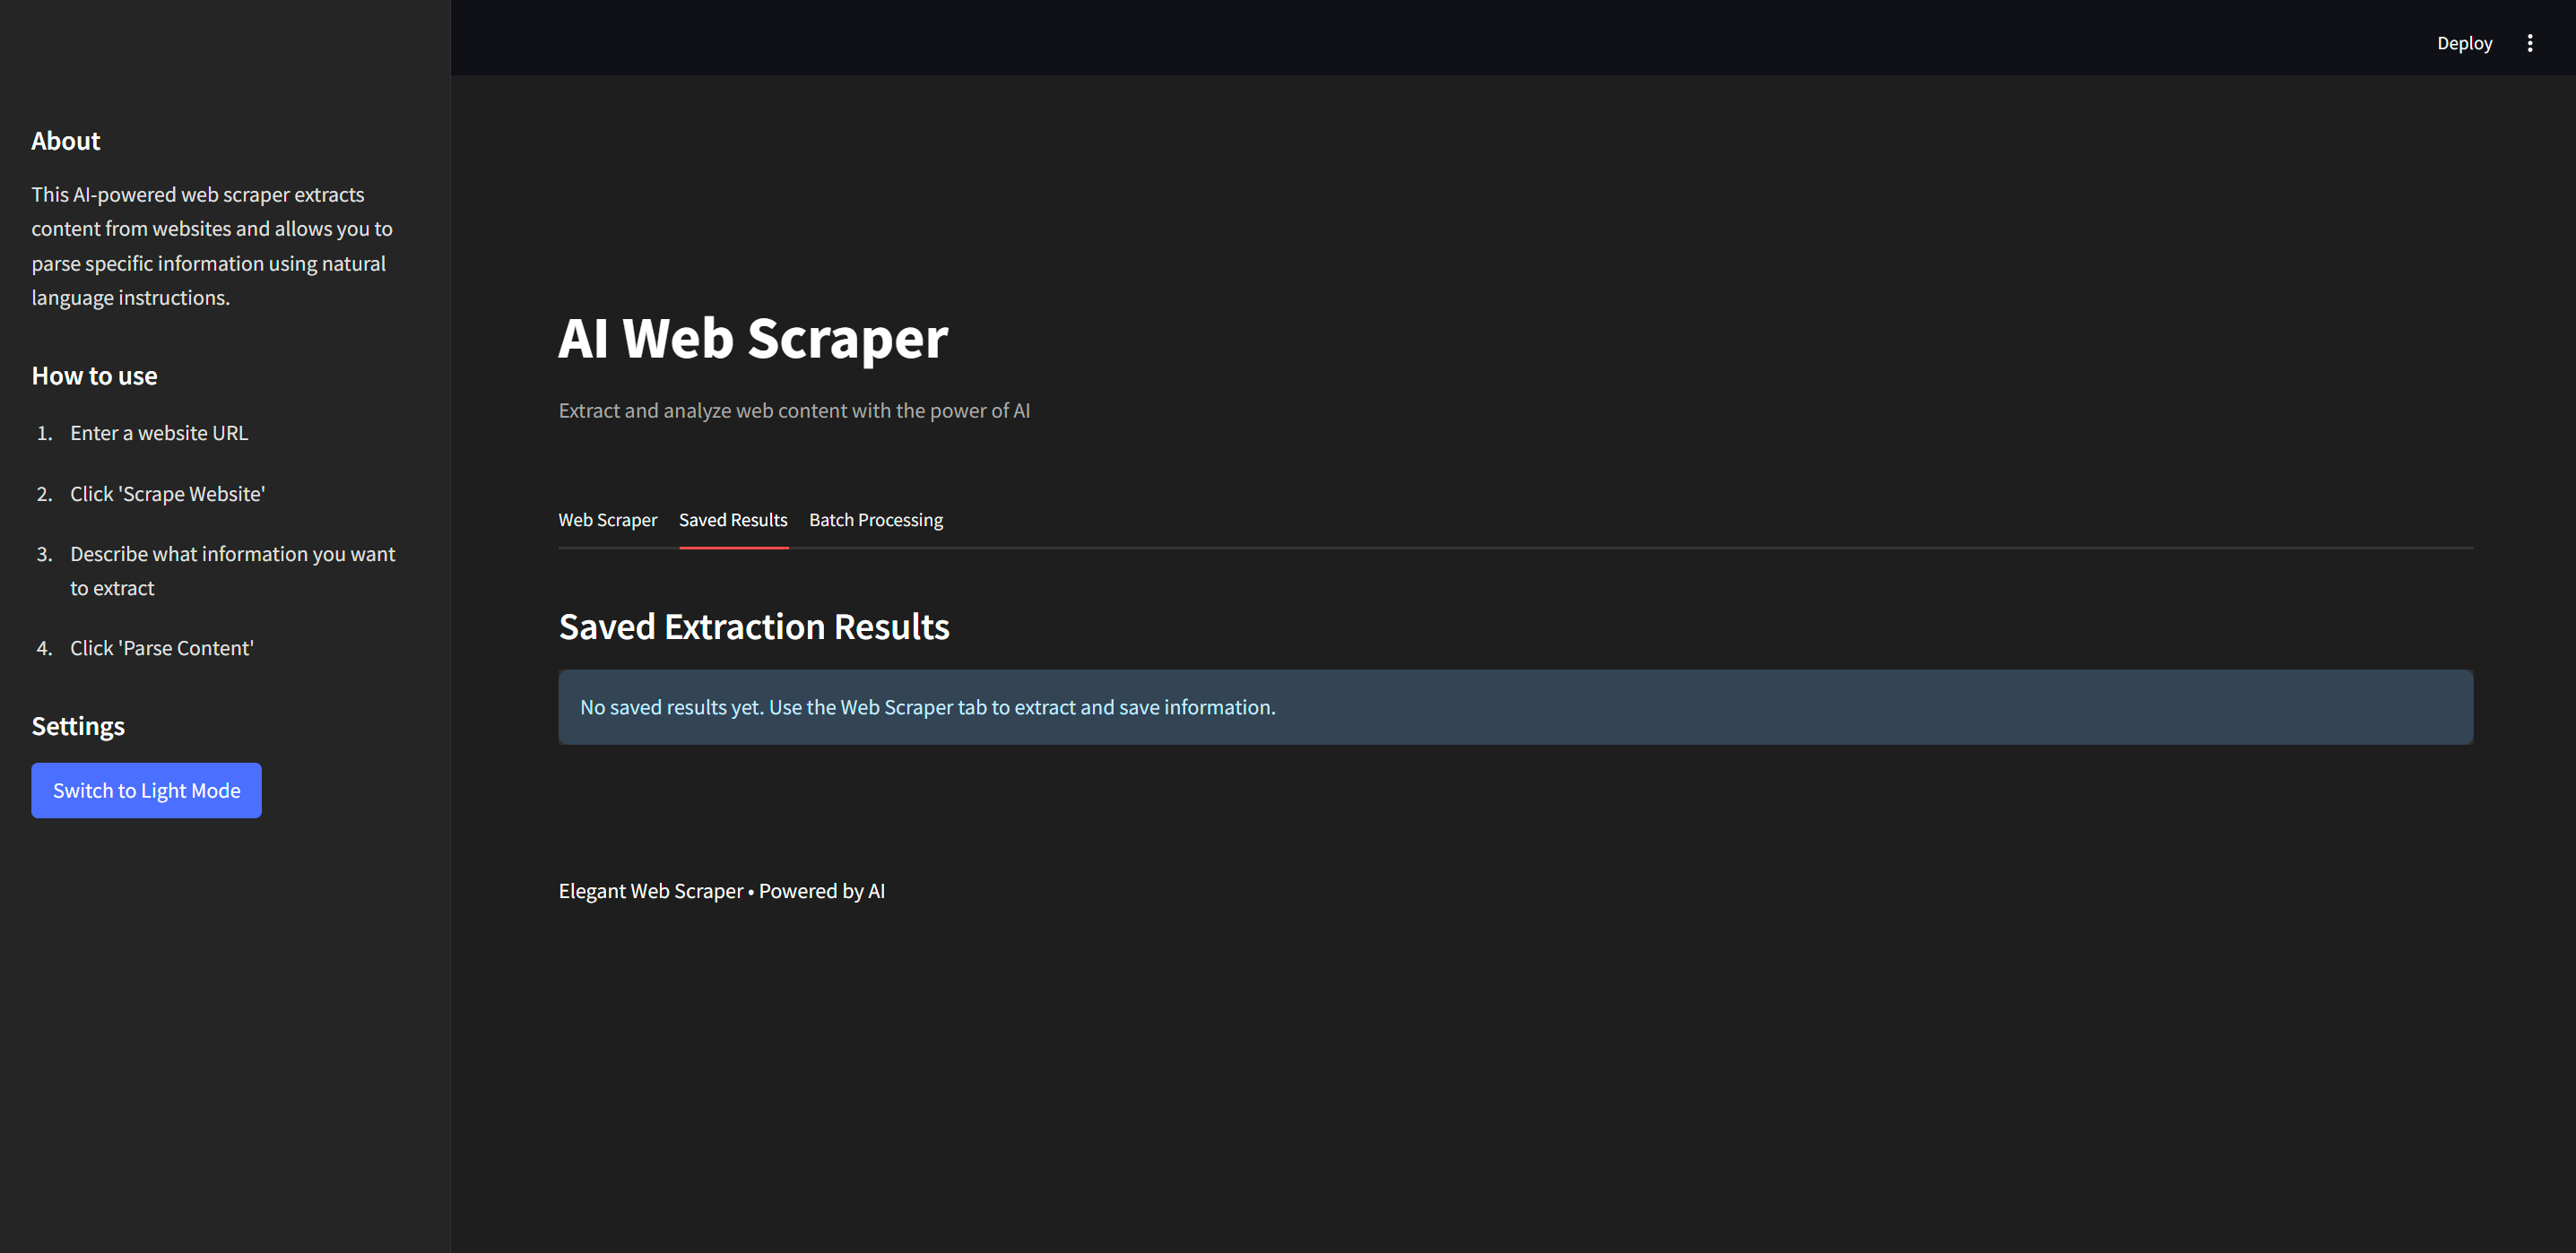 Deploy
About
This AI-powered web scraper extracts
content from websites and allows you to
parse specific information using natural
language instructions.
How to use
1. Enter a website URL
2. Click 'Scrape Website'
3. Describe what information you want
to extract
4. Click 'Parse Content'
Settings
Switch to Light Mode
AI Web Scraper
Extract and analyze web content with the power of AI
Web Scraper Saved Results Batch Processing
Saved Extraction Results
No saved results yet. Use the Web Scraper tab to extract and save information.
Elegant Web Scraper • Powered by AI